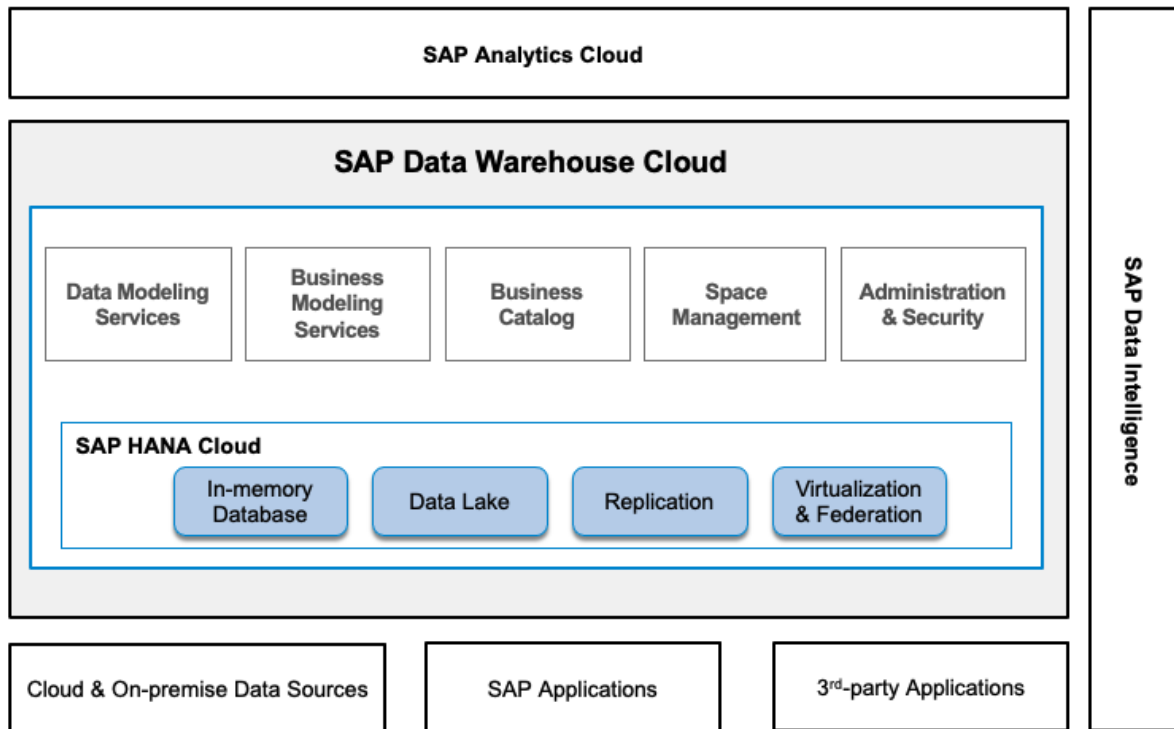 SAP Analytics Cloud
SAP Data Warehouse Cloud
Data Modeling
Services
Business
Modeling
Services
Business
Catalog
Space
Management
Administration
& Security
SAP HANA Cloud
In-memory
Database
Data Lake
Replication
Virtualization
& Federation
Cloud & On-premise Data Sources
SAP Applications
3rd-party Applications
SAP Data Intelligence